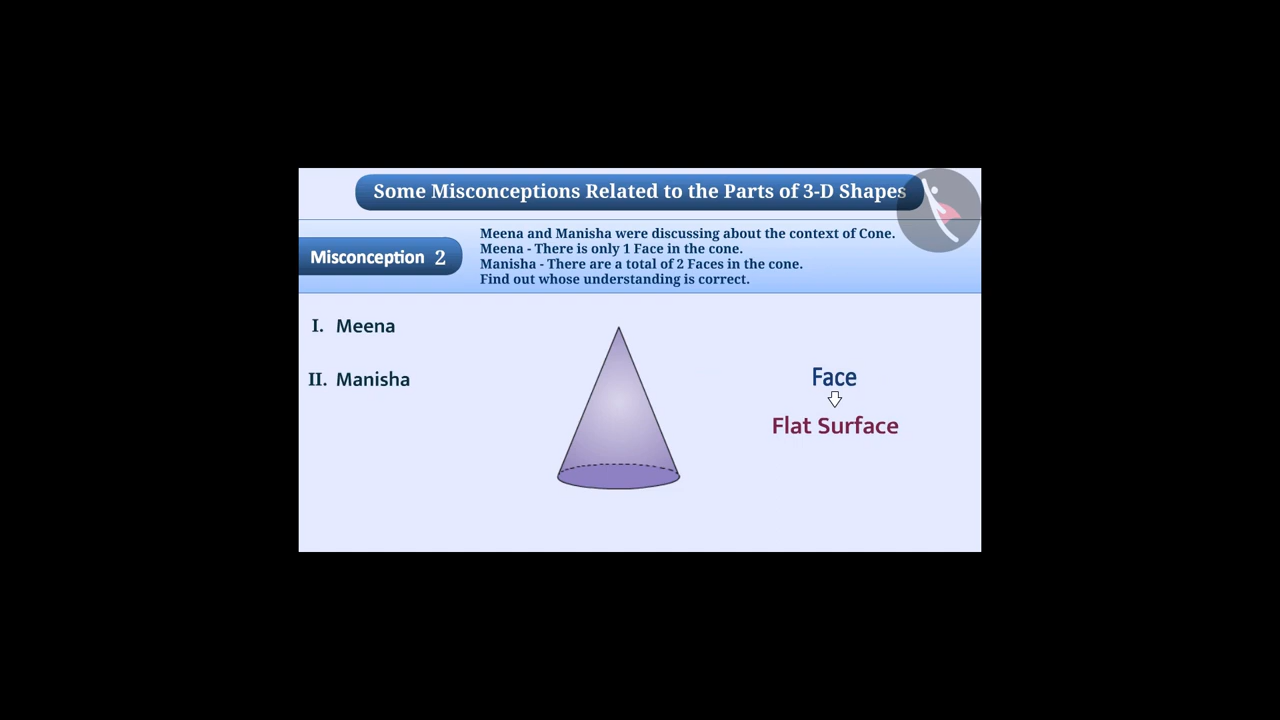 Some Misconceptions Related to the Parts of 3-D Shapes
Misconception 2
Meena and Manisha were discussing about the context of Cone.
Meena - There is only 1 Face in the cone.
Manisha - There are a total of 2 Faces in the cone.
Find out whose understanding is correct.
I. Meena
II. Manisha
Face
Flat Surface